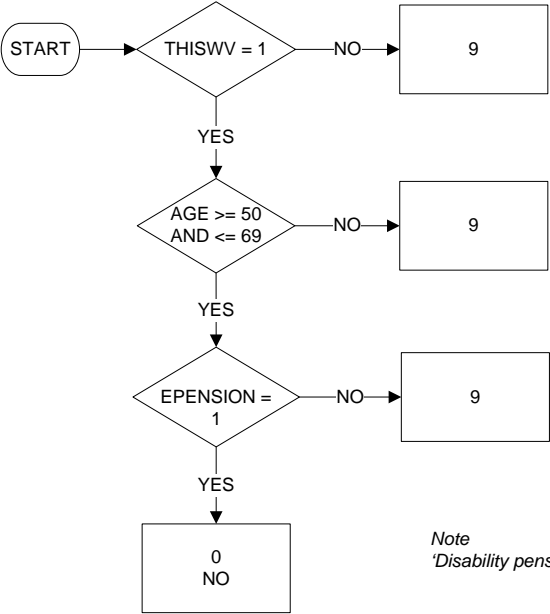 START
THISWV = 1
NO
9
YES
AGE >= 50
AND <= 69
NO
9
YES
EPENSION =
1
NO
9
YES
0
NO
Note
‘Disability